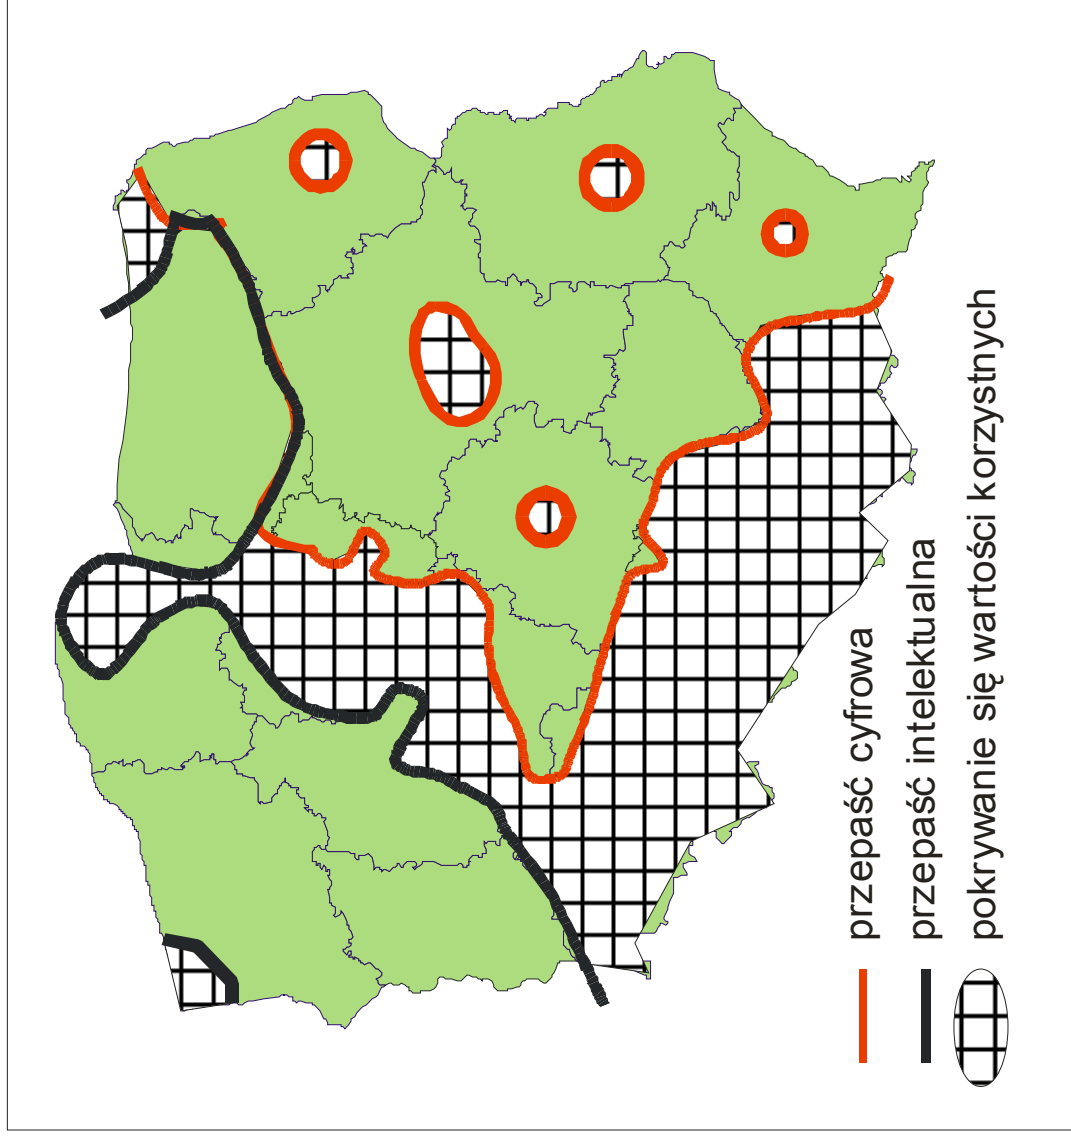 przepaść cyfrowa
przepaść intelektualna
pokrywanie się wartości korzystnych